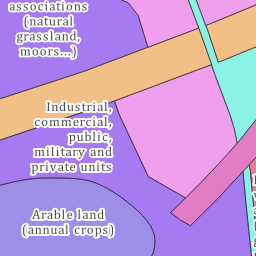 associations
(natural
grassland,
moors...)
Industrial,
commercial,
public,
military and
private units
Arable land
(annual crops)